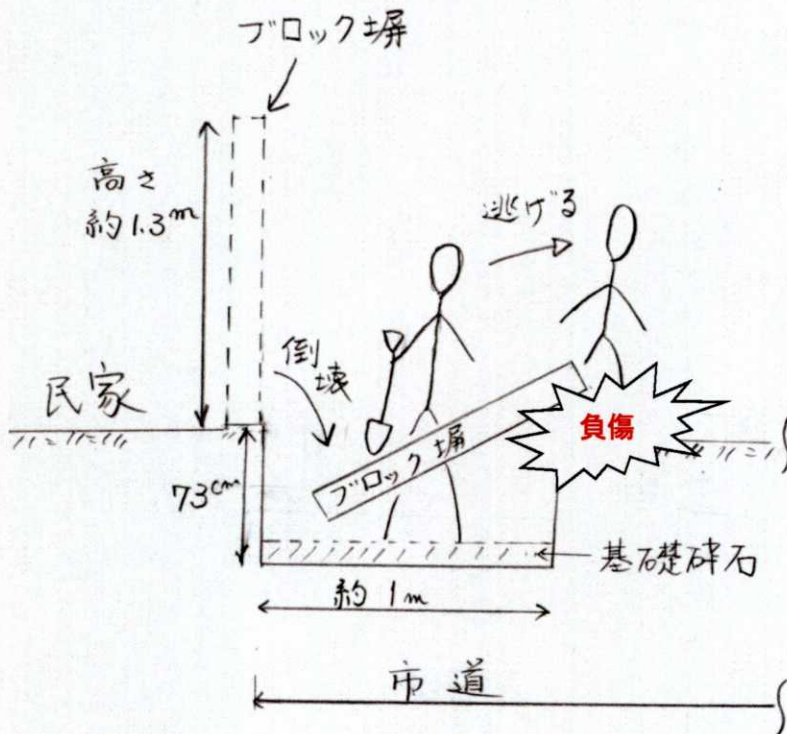 ブロック塀
高さ
約1.3m
逃げる
倒壊
民家
負傷
ブロック塀
73cm
基礎砕石
約1m
市道